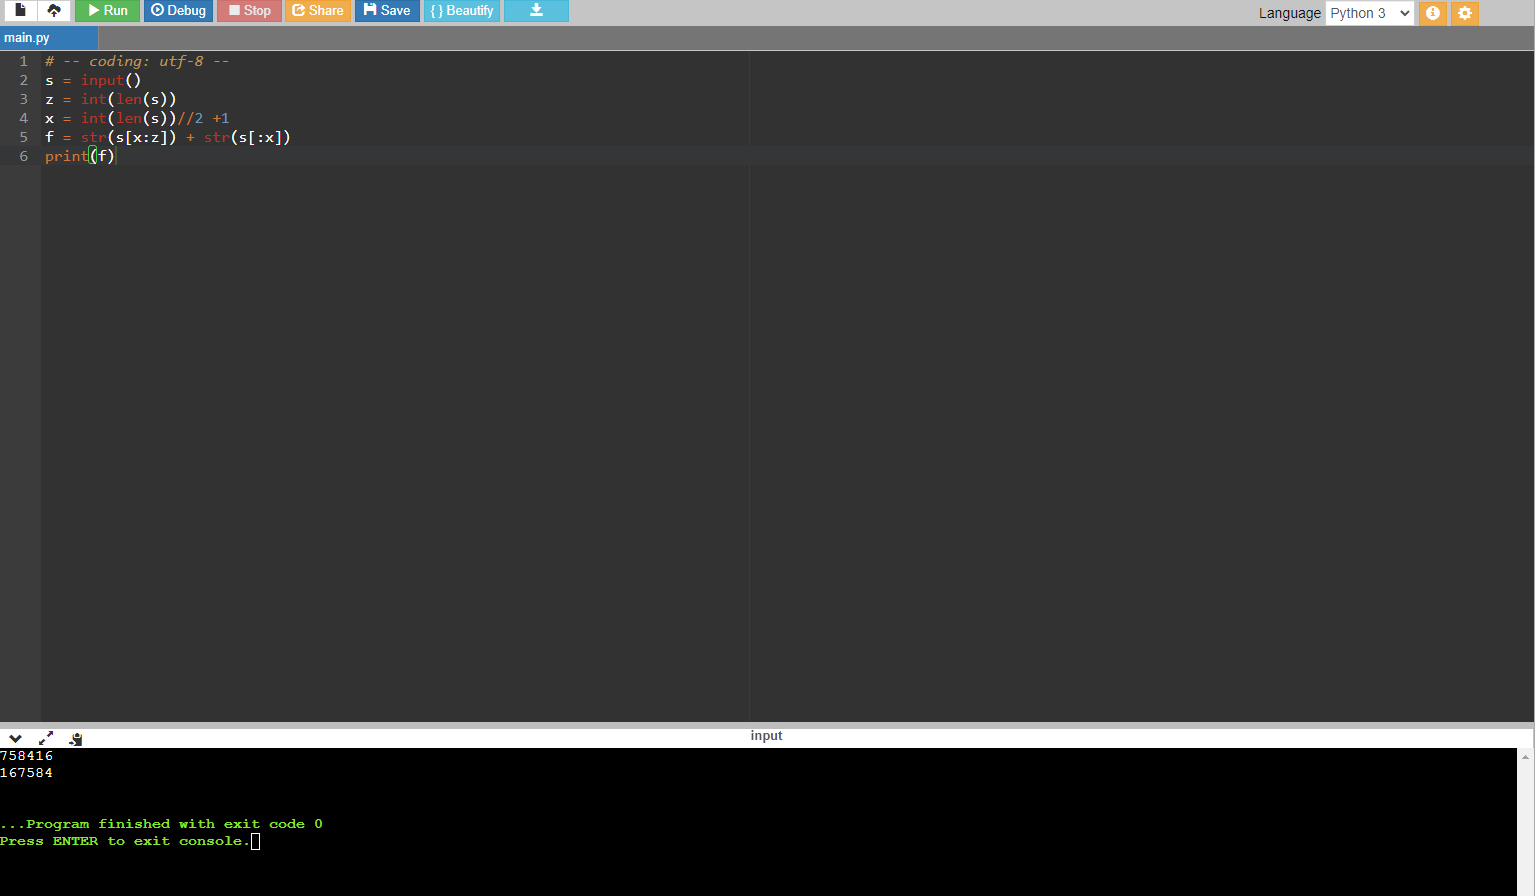 Run Debug Stop Share Save { } Beautify Language Python 3
main.py
1 # -- coding: utf-8 --
2 s = input()
3 z = int(len(s))
4 x = int(len(s))//2 +1
5 f = str(s[x:z]) + str(s[:x])
6 print(f)
input
758416
167584
...Program finished with exit code 0
Press ENTER to exit console.